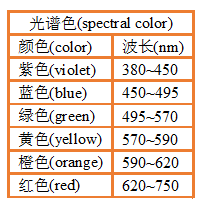 光谱色(spectral color)
颜色(color) 波长(nm)
紫色(violet) 380~450
蓝色(blue) 450~495
绿色(green) 495~570
黄色(yellow) 570~590
橙色(orange) 590~620
红色(red) 620~750